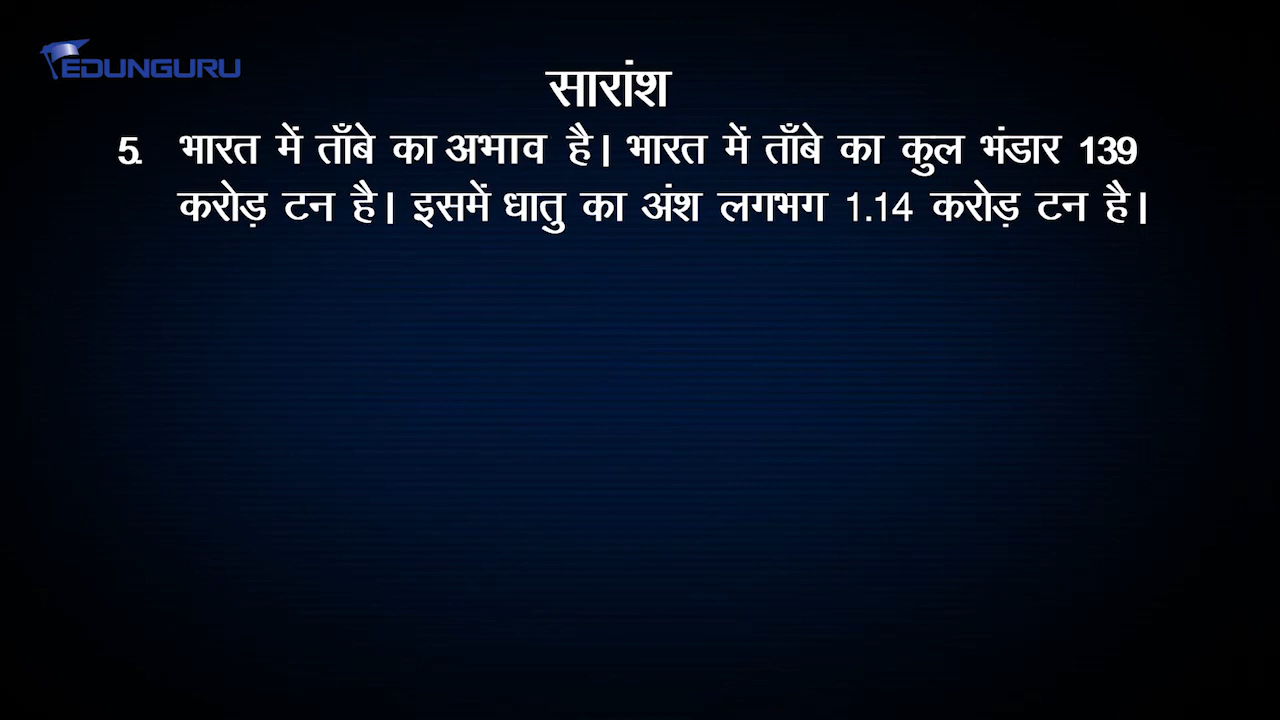 EDUNGURU
सारांश
5. भारत में ताँबे का अभाव है। भारत में ताँबे का कुल भंडार 139
करोड़ टन है। इसमें धातु का अंश लगभग 1.14 करोड़ टन है।